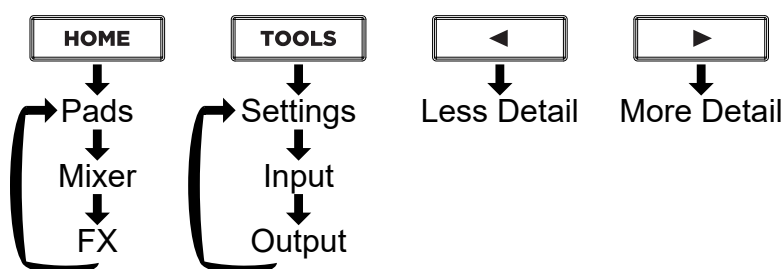 HOME TOOLS ◄ ►
Pads Settings Less Detail More Detail
Mixer Input
FX Output